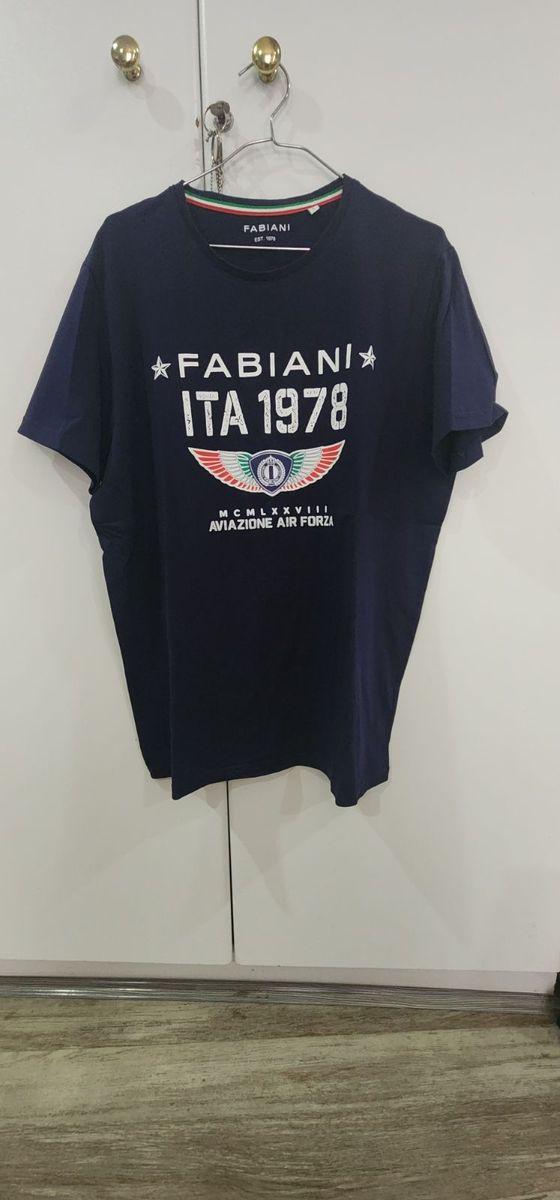 FABIANI
EST. 1978
FABIANI
ITA 1978
MCMLXXVIII
AVIAZIONE AIR FORZA